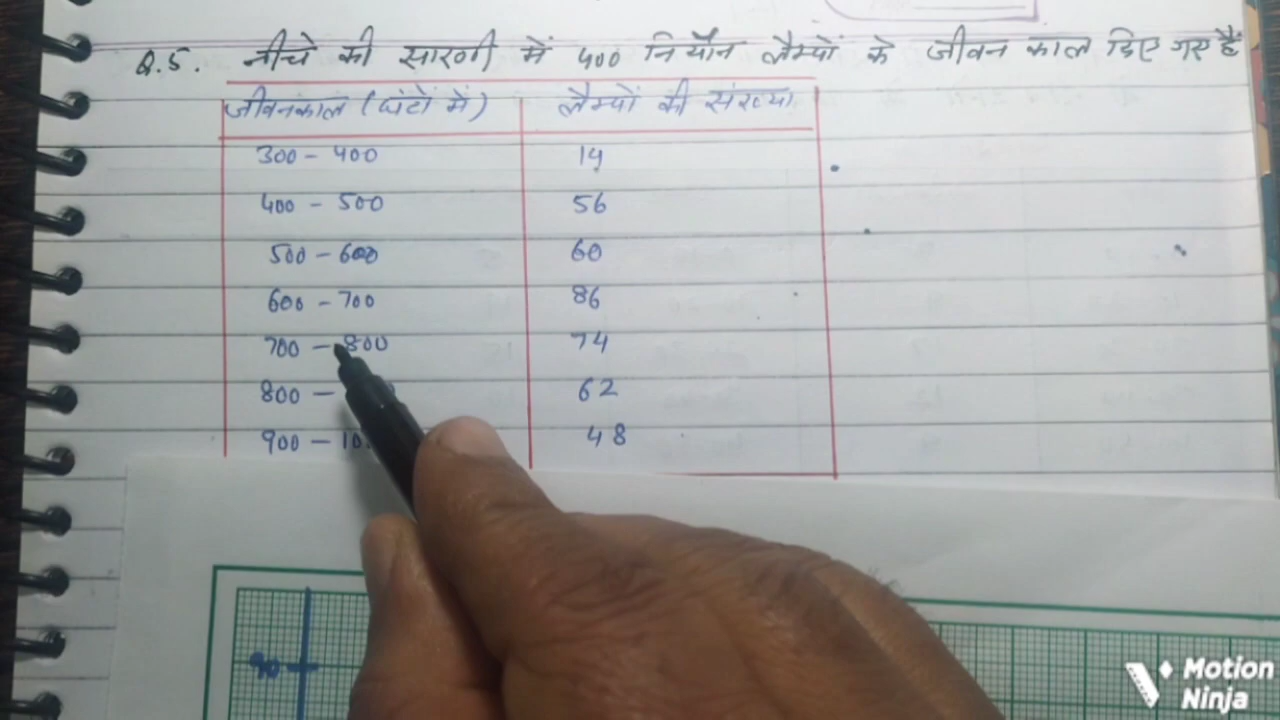 Q.5. नीचे की सारणी में 400 नियॉन लैम्पों के जीवन काल दिए गए हैं
जीवनकाल (घंटों में) लैम्पों की संख्या
300 - 400 14
400 - 500 56
500 - 600 60
600 - 700 86
700 - 800 74
800 - 62
900 - 48
90
Motion
Ninja